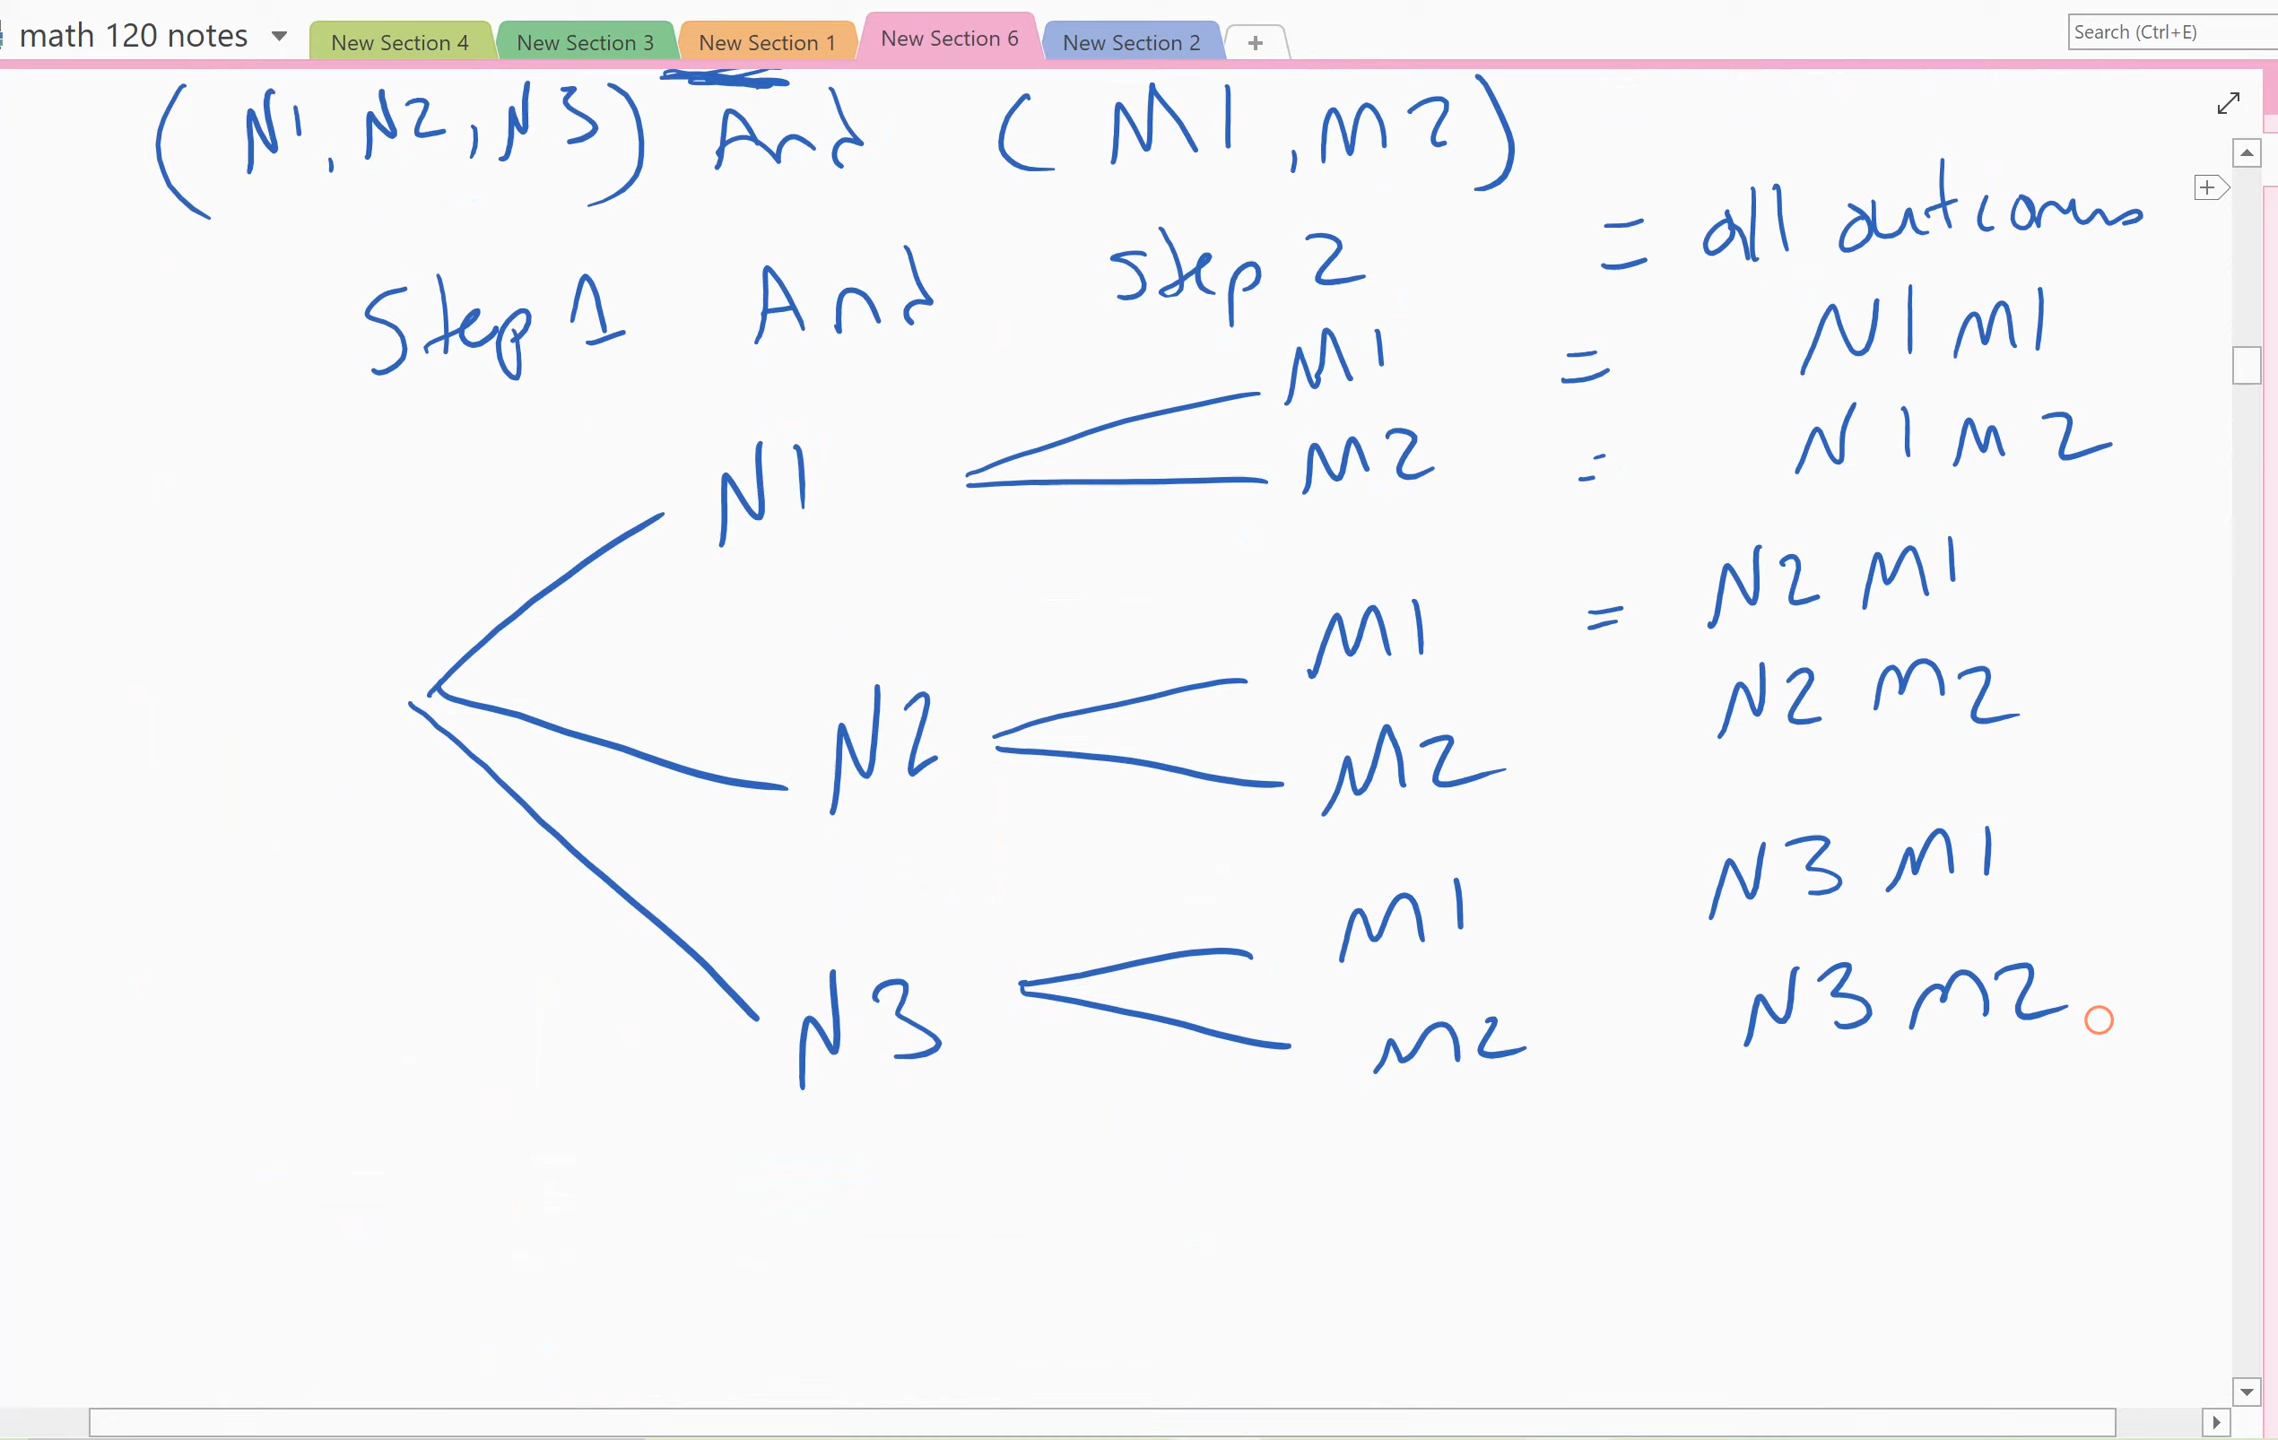 math 120 notes New Section 4 New Section 3 New Section 1 New Section 6 New Section 2 + Search (Ctrl+E)
(N1, N2, N3) And (M1, M2)
Step 1 And Step 2 = all outcoms
M1 = N1 M1
N1 M2 = N1 M2
M1 = N2 M1
N2 M2 N2 M2
M1 N3 M1
N3 M2 N3 M2